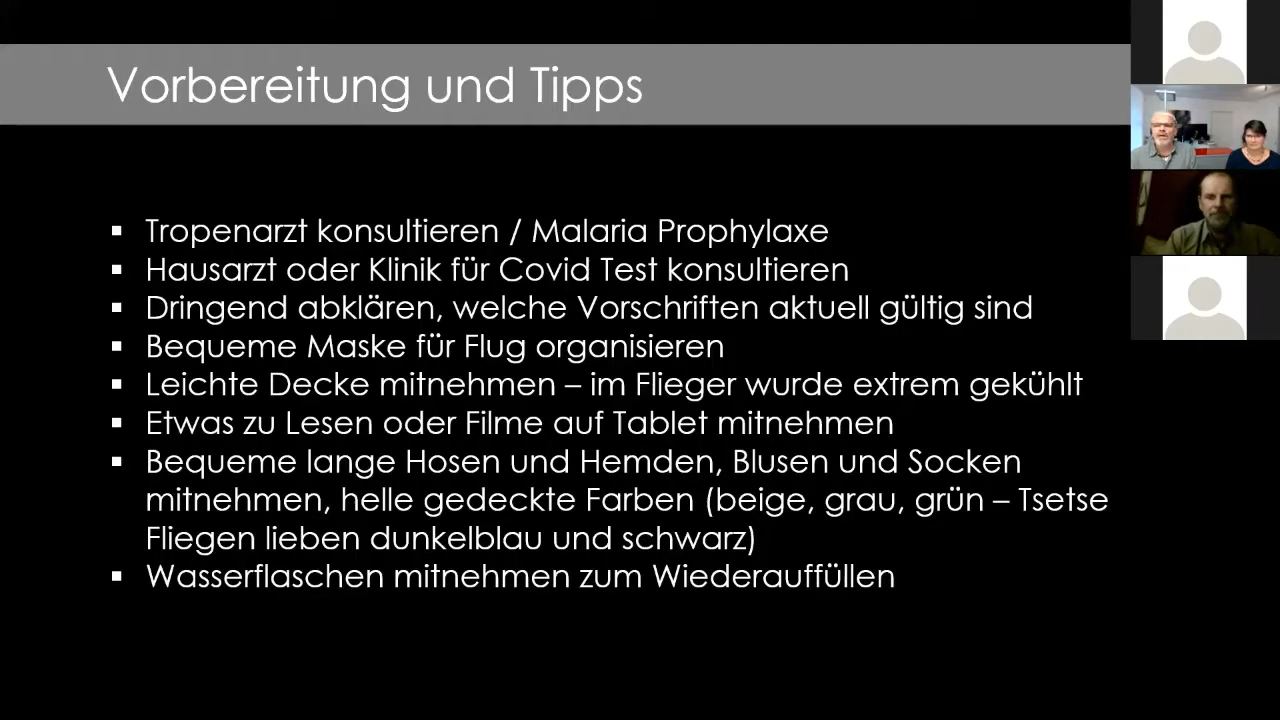 Vorbereitung und Tipps
▪ Tropenarzt konsultieren / Malaria Prophylaxe
▪ Hausarzt oder Klinik für Covid Test konsultieren
▪ Dringend abklären, welche Vorschriften aktuell gültig sind
▪ Bequeme Maske für Flug organisieren
▪ Leichte Decke mitnehmen – im Flieger wurde extrem gekühlt
▪ Etwas zu Lesen oder Filme auf Tablet mitnehmen
▪ Bequeme lange Hosen und Hemden, Blusen und Socken
mitnehmen, helle gedeckte Farben (beige, grau, grün – Tsetse
Fliegen lieben dunkelblau und schwarz)
▪ Wasserflaschen mitnehmen zum Wiederauffüllen